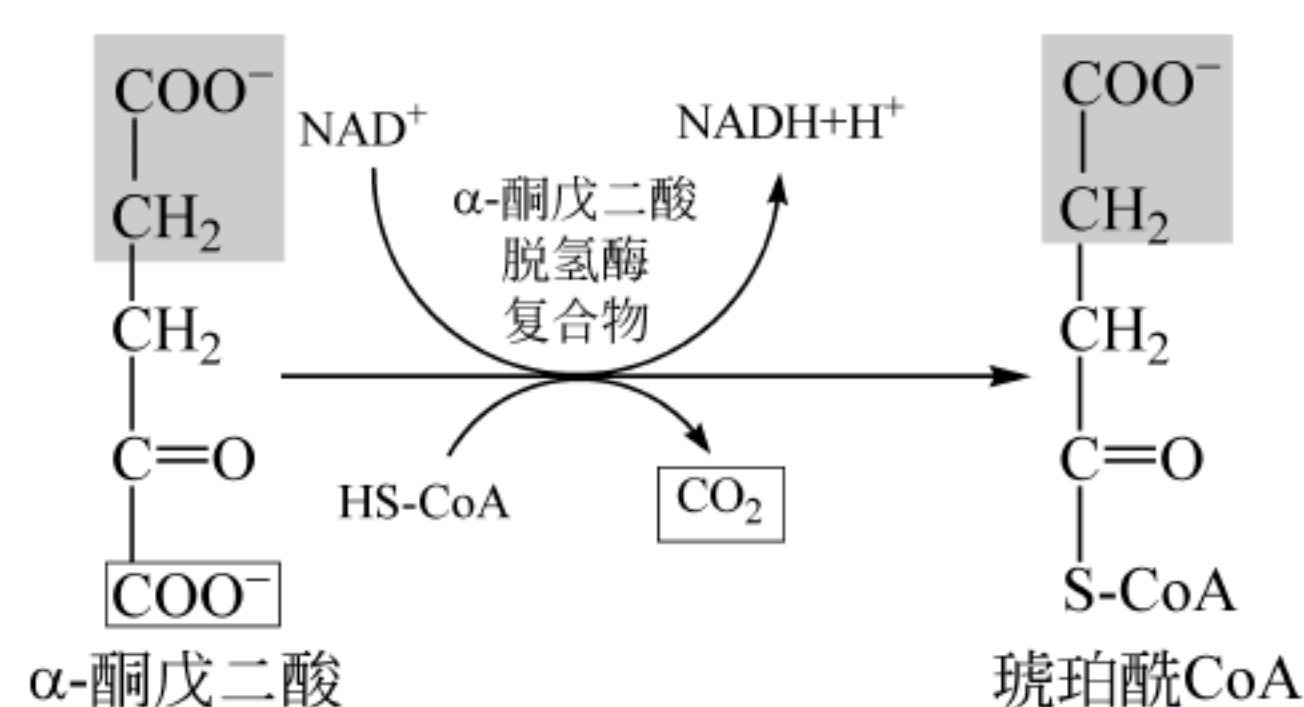 COO⁻
CH₂
CH₂
C=O
COO⁻
α-酮戊二酸
NAD⁺
NADH+H⁺
α-酮戊二酸
脱氢酶
复合物
HS-CoA
CO₂
COO⁻
CH₂
CH₂
C=O
S-CoA
琥珀酰CoA